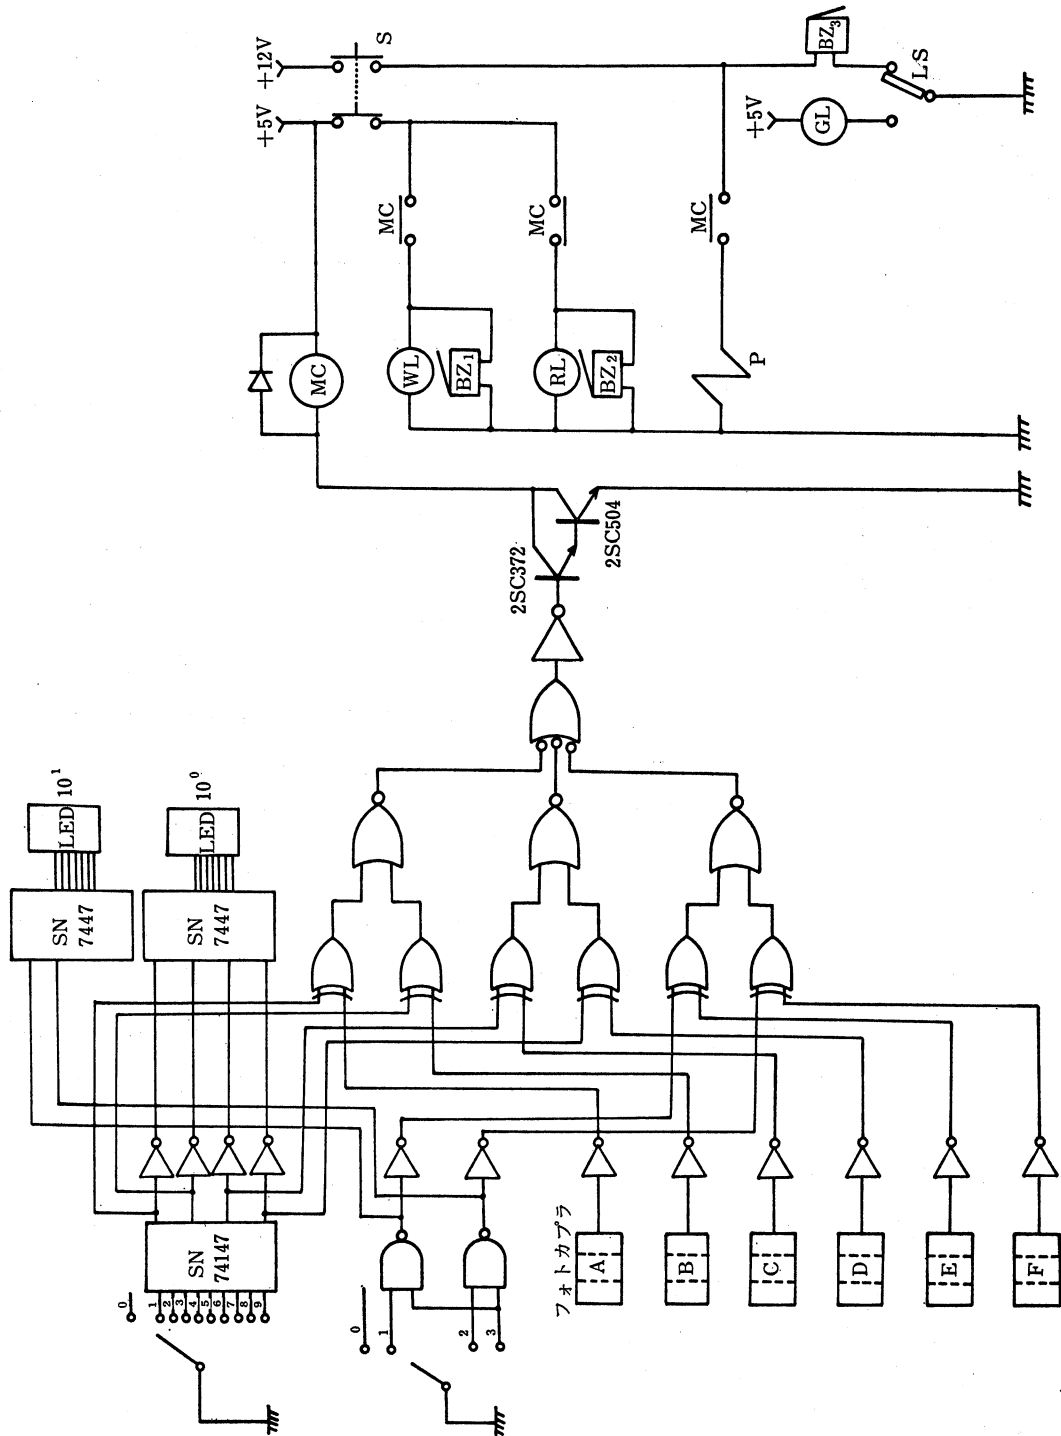 +12V
+5V
S
BZ3
LS
+5V
GL
MC
MC
MC
MC
WL
BZ1
RL
BZ2
P
2SC372
2SC504
LED 10¹
LED 10⁰
SN 7447
SN 7447
SN 74147
0
1
2
3
4
5
6
7
8
9
0
1
2
3
フォトカプラ
A
B
C
D
E
F